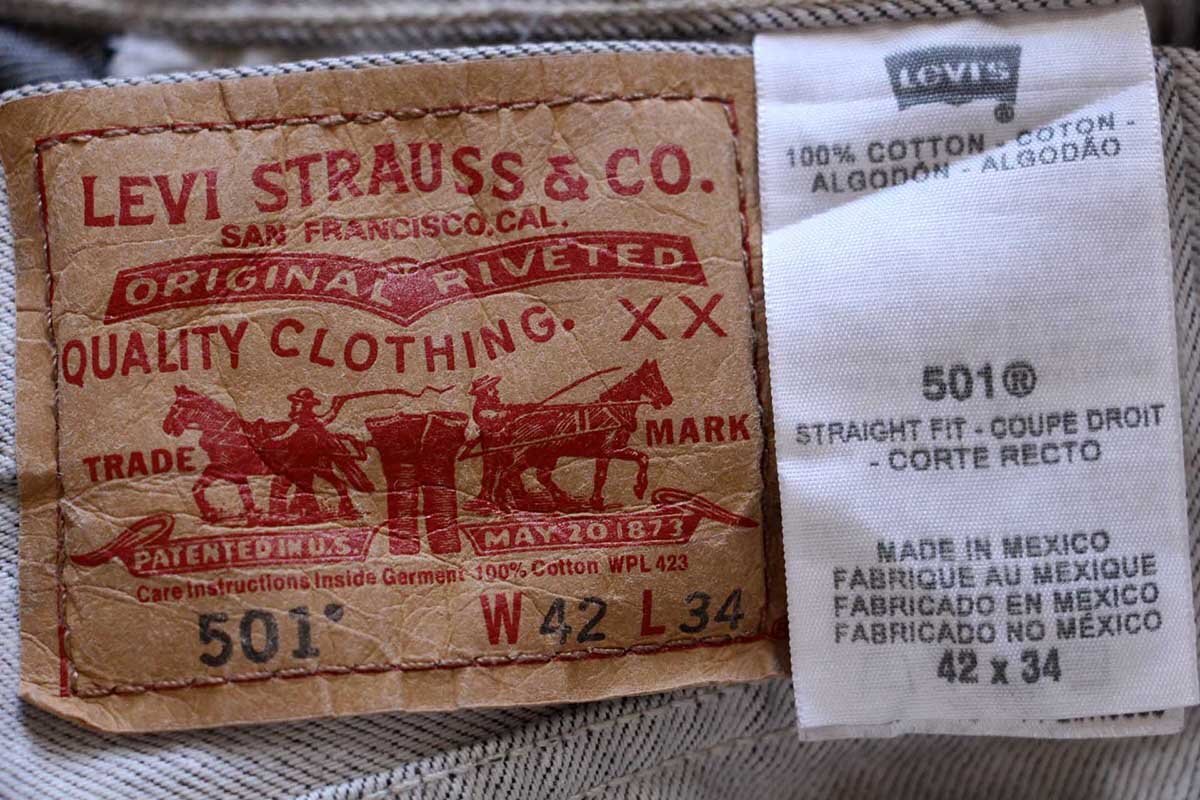 LEVI STRAUSS & CO.
SAN FRANCISCO, CAL.
ORIGINAL RIVETED
QUALITY CLOTHING. XX
TRADE MARK
PATENTED IN U.S. MAY 20 1873
Care Instructions Inside Germent 100% Cotton WPL 423
501® W 42 L 34
LEVI'S ®
100% COTTON - COTON -
ALGODÓN - ALGODÃO
501®
STRAIGHT FIT - COUPE DROIT
- CORTE RECTO
MADE IN MEXICO
FABRIQUE AU MEXIQUE
FABRICADO EN MEXICO
FABRICADO NO MÉXICO
42 x 34